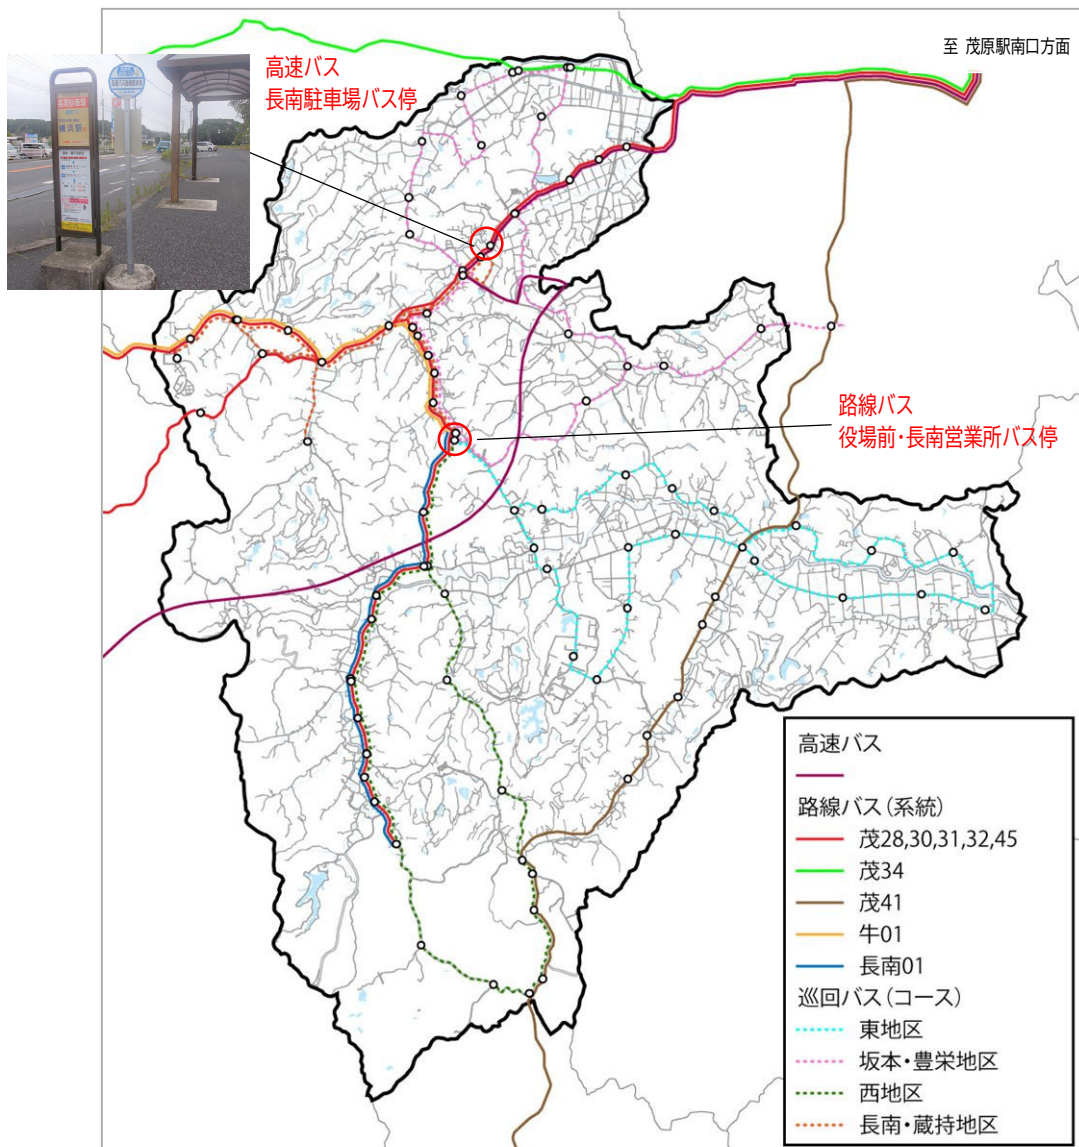 至 茂原駅南口方面
高速バス
長南駐車場バス停
横浜駅
路線バス
役場前・長南営業所バス停
高速バス
路線バス（系統）
茂28,30,31,32,45
茂34
茂41
牛01
長南01
巡回バス（コース）
東地区
坂本・豊栄地区
西地区
長南・蔵持地区